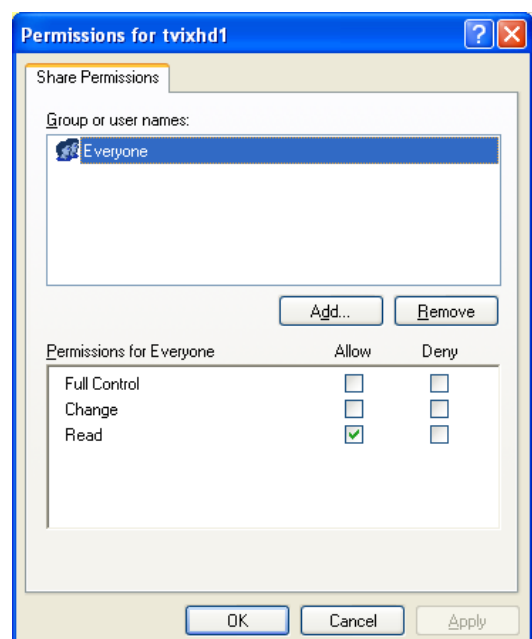 Permissions for tvixhd1
Share Permissions
Group or user names:
Everyone
Add... Remove
Permissions for Everyone Allow Deny
Full Control
Change
Read
OK Cancel Apply